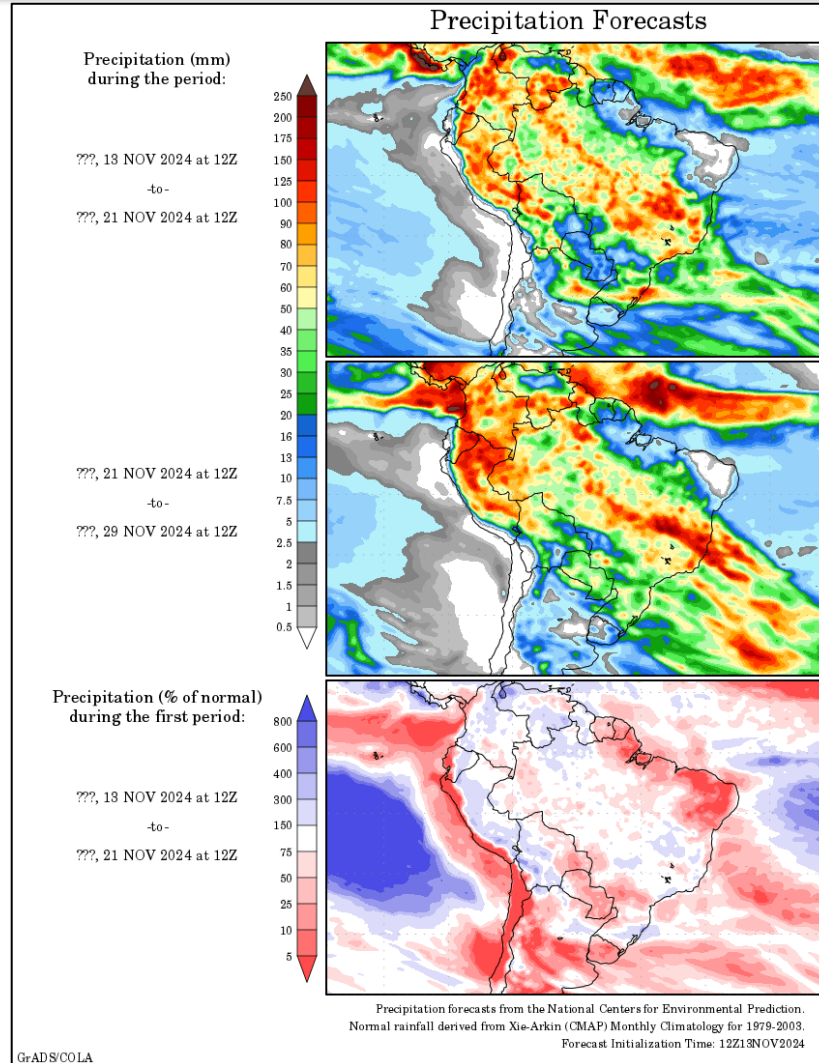 Precipitation Forecasts
Precipitation (mm)
during the period:
???, 13 NOV 2024 at 12Z
-to-
???, 21 NOV 2024 at 12Z
250
200
175
150
125
100
90
80
70
60
50
40
35
30
25
20
16
13
10
7.5
5
2.5
2
1.5
1
0.5
???, 21 NOV 2024 at 12Z
-to-
???, 29 NOV 2024 at 12Z
Precipitation (% of normal)
during the first period:
???, 13 NOV 2024 at 12Z
-to-
???, 21 NOV 2024 at 12Z
800
600
400
300
150
75
50
25
10
5
Precipitation forecasts from the National Centers for Environmental Prediction.
Normal rainfall derived from Xie-Arkin (CMAP) Monthly Climatology for 1979-2003.
Forecast Initialization Time: 12Z13NOV2024
GrADS/COLA